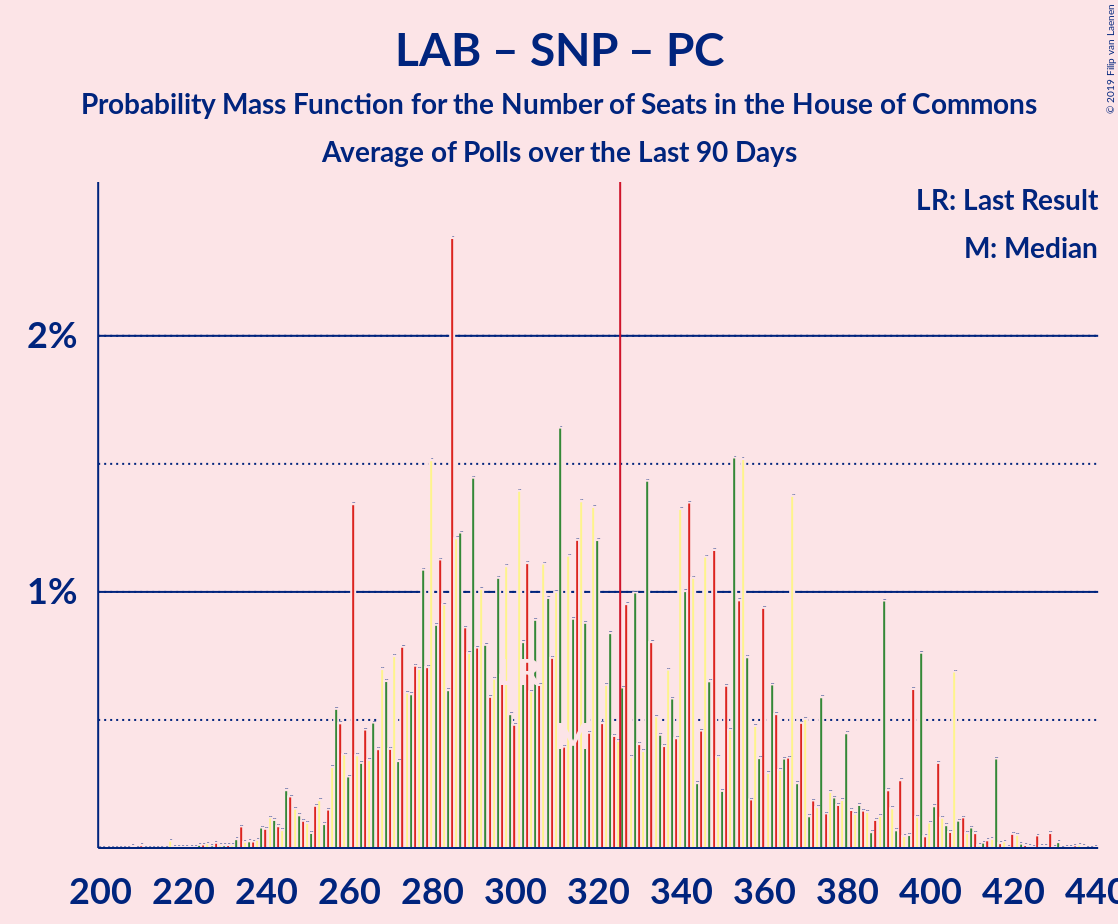 LAB – SNP – PC
Probability Mass Function for the Number of Seats in the House of Commons
Average of Polls over the Last 90 Days
© 2019 Filip van Laenen
LR: Last Result
M: Median
2%
1%
200 220 240 260 280 300 320 340 360 380 400 420 440